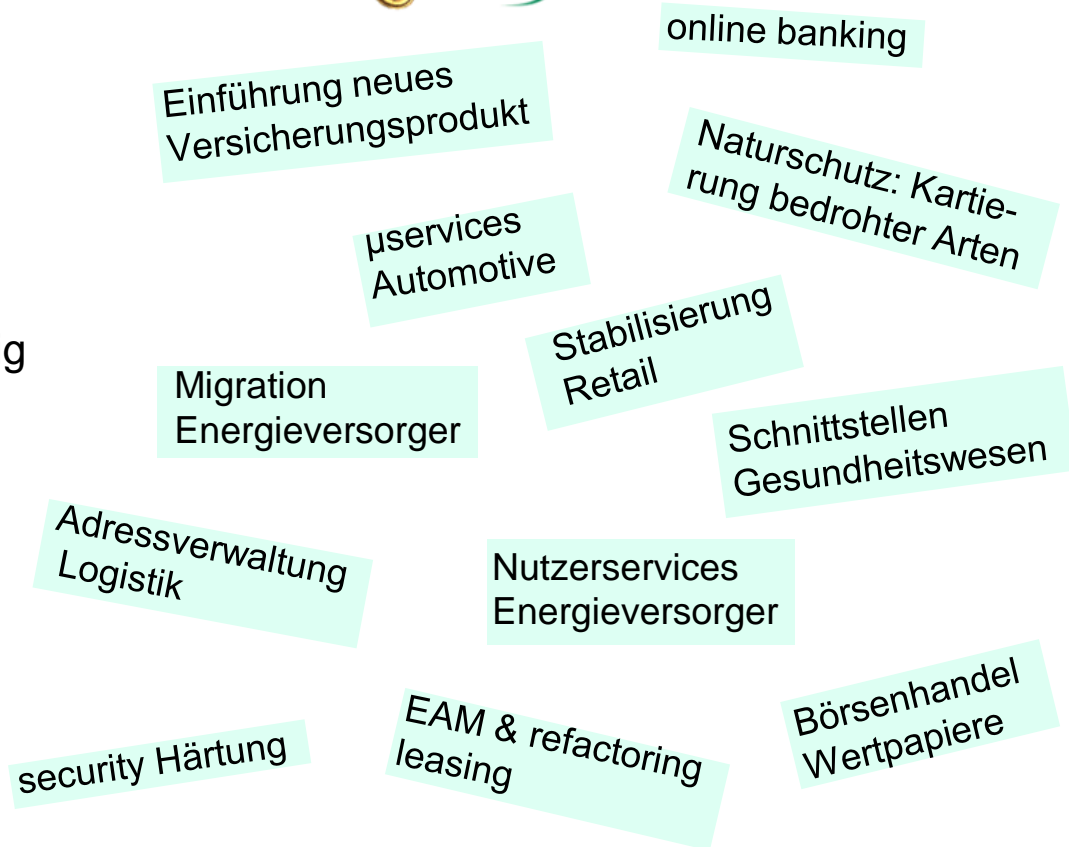 online banking
Einführung neues
Versicherungsprodukt
Naturschutz: Kartie-
rung bedrohter Arten
µservices
Automotive
Stabilisierung
Retail
g
Migration
Energieversorger
Schnittstellen
Gesundheitswesen
Adressverwaltung
Logistik
Nutzerservices
Energieversorger
Börsenhandel
Wertpapiere
EAM & refactoring
leasing
security Härtung